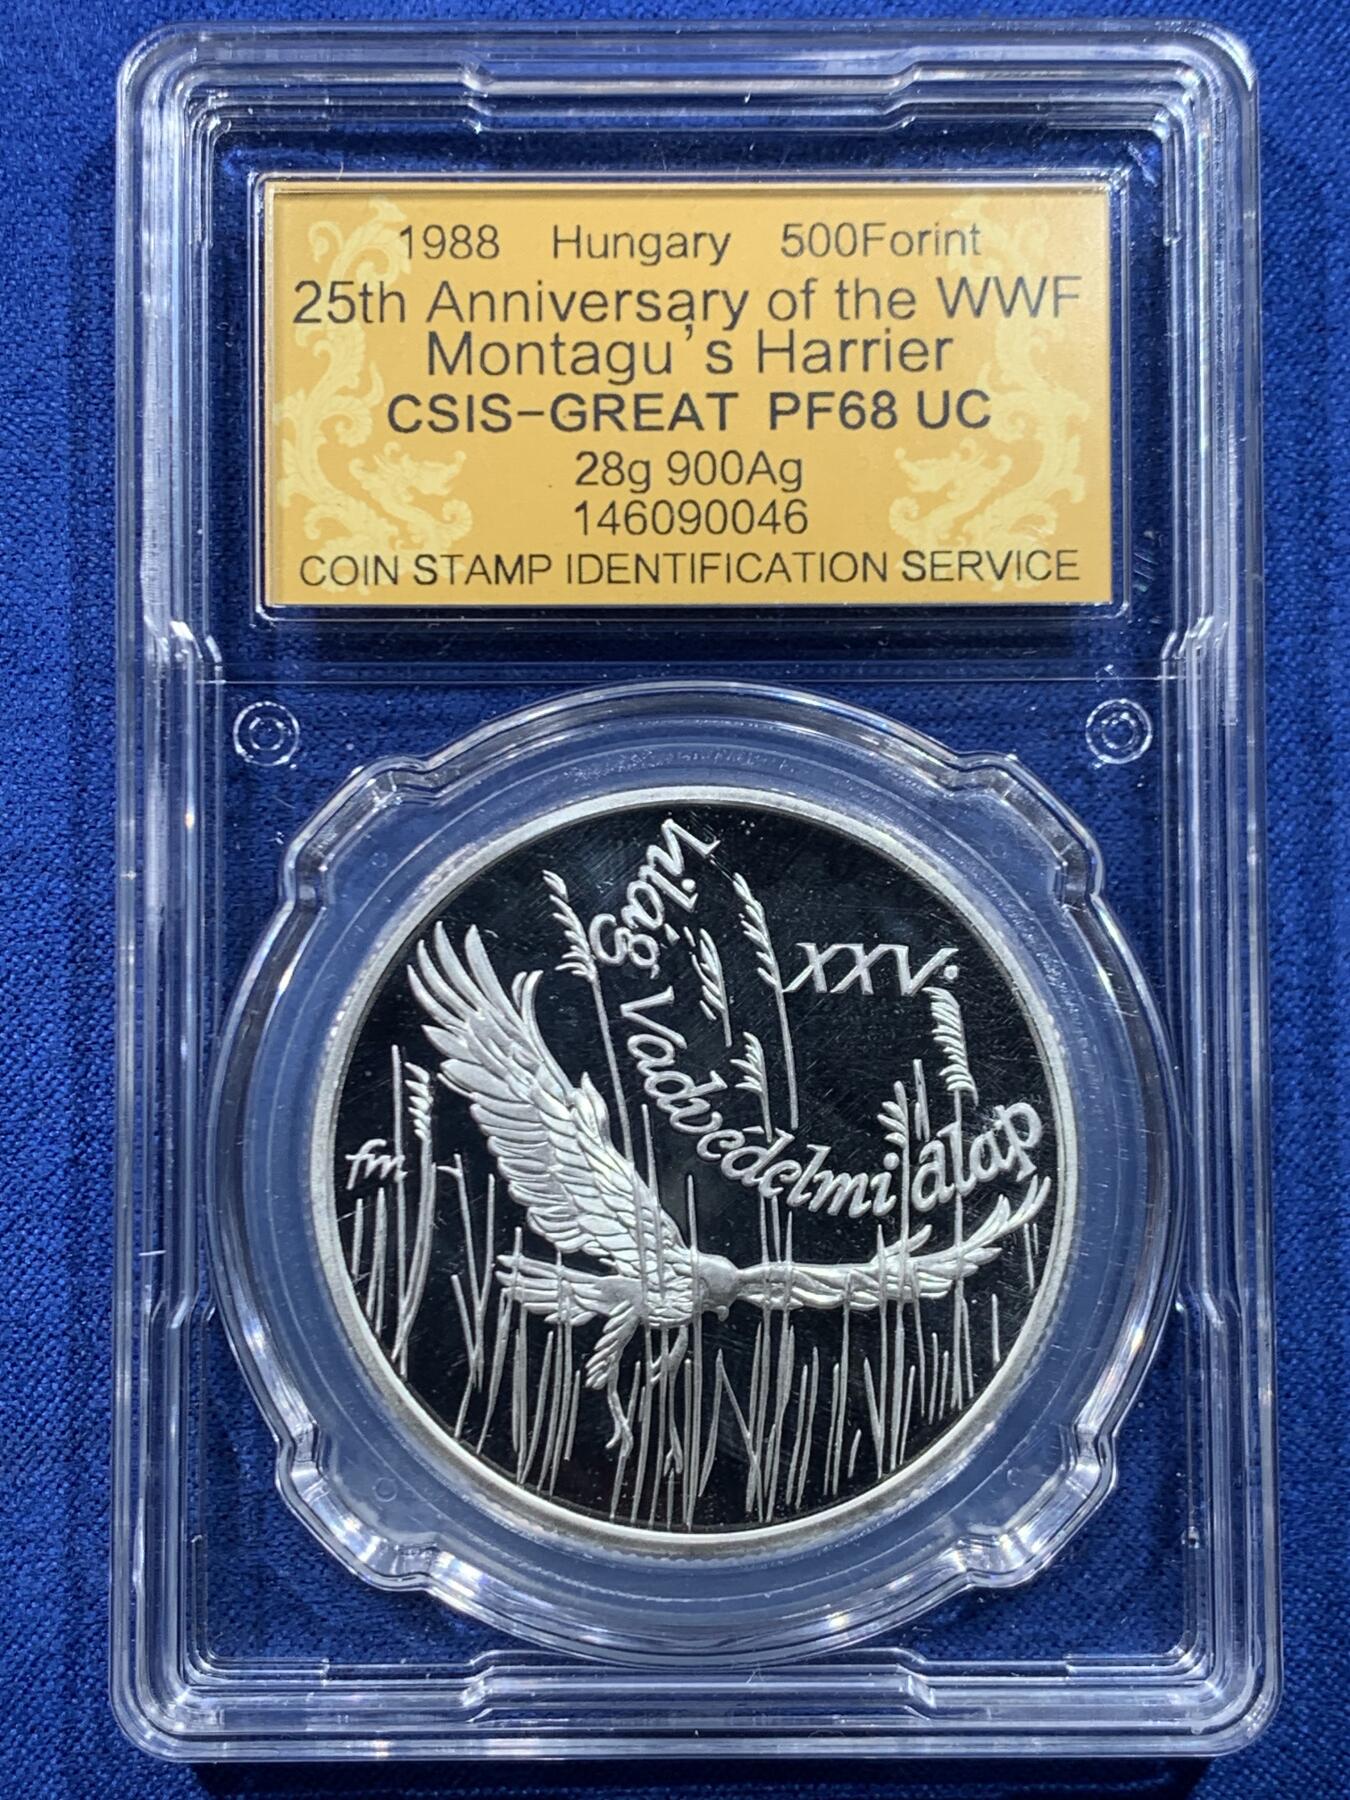 1988 Hungary 500Forint
25th Anniversary of the WWF
Montagu's Harrier
CSIS-GREAT PF68 UC
28g 900Ag
146090046
COIN STAMP IDENTIFICATION SERVICE
Világ Vadvédelmi alap
XXV.
fm